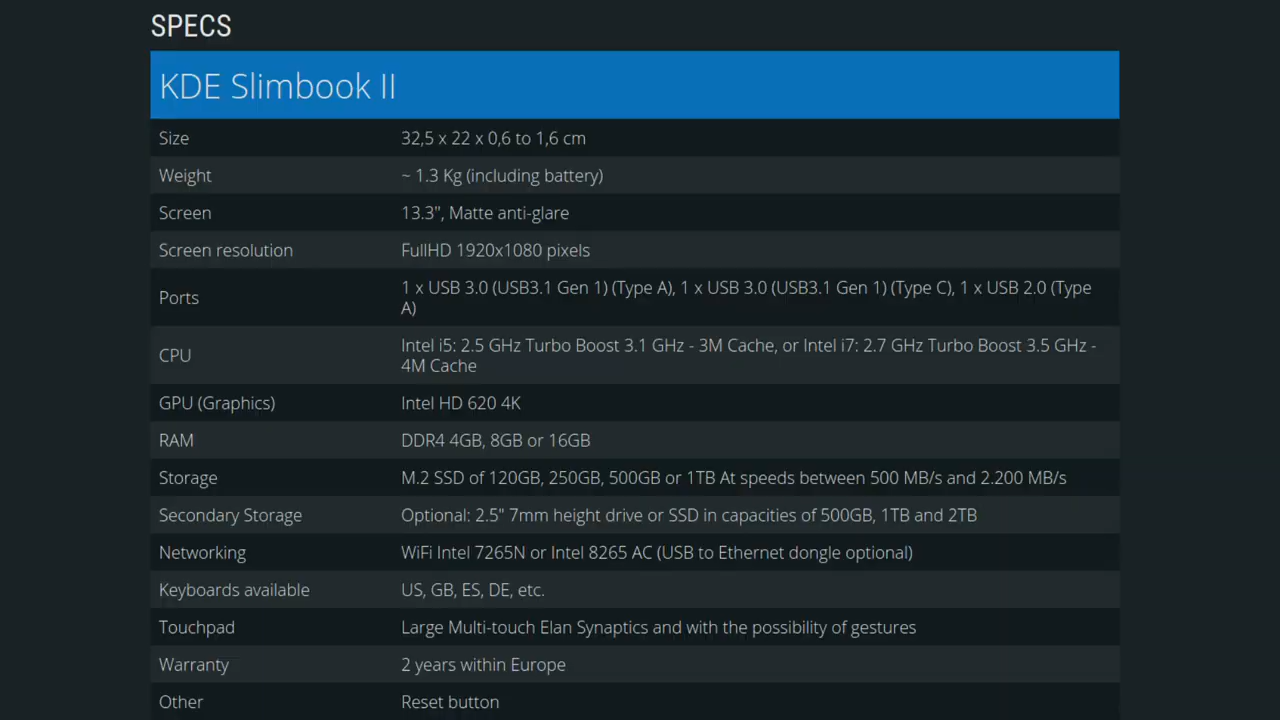 SPECS
KDE Slimbook II
Size 32,5 x 22 x 0,6 to 1,6 cm
Weight ~ 1.3 Kg (including battery)
Screen 13.3", Matte anti-glare
Screen resolution FullHD 1920x1080 pixels
Ports 1 x USB 3.0 (USB3.1 Gen 1) (Type A), 1 x USB 3.0 (USB3.1 Gen 1) (Type C), 1 x USB 2.0 (Type
A)
CPU Intel i5: 2.5 GHz Turbo Boost 3.1 GHz - 3M Cache, or Intel i7: 2.7 GHz Turbo Boost 3.5 GHz -
4M Cache
GPU (Graphics) Intel HD 620 4K
RAM DDR4 4GB, 8GB or 16GB
Storage M.2 SSD of 120GB, 250GB, 500GB or 1TB At speeds between 500 MB/s and 2.200 MB/s
Secondary Storage Optional: 2.5" 7mm height drive or SSD in capacities of 500GB, 1TB and 2TB
Networking WiFi Intel 7265N or Intel 8265 AC (USB to Ethernet dongle optional)
Keyboards available US, GB, ES, DE, etc.
Touchpad Large Multi-touch Elan Synaptics and with the possibility of gestures
Warranty 2 years within Europe
Other Reset button